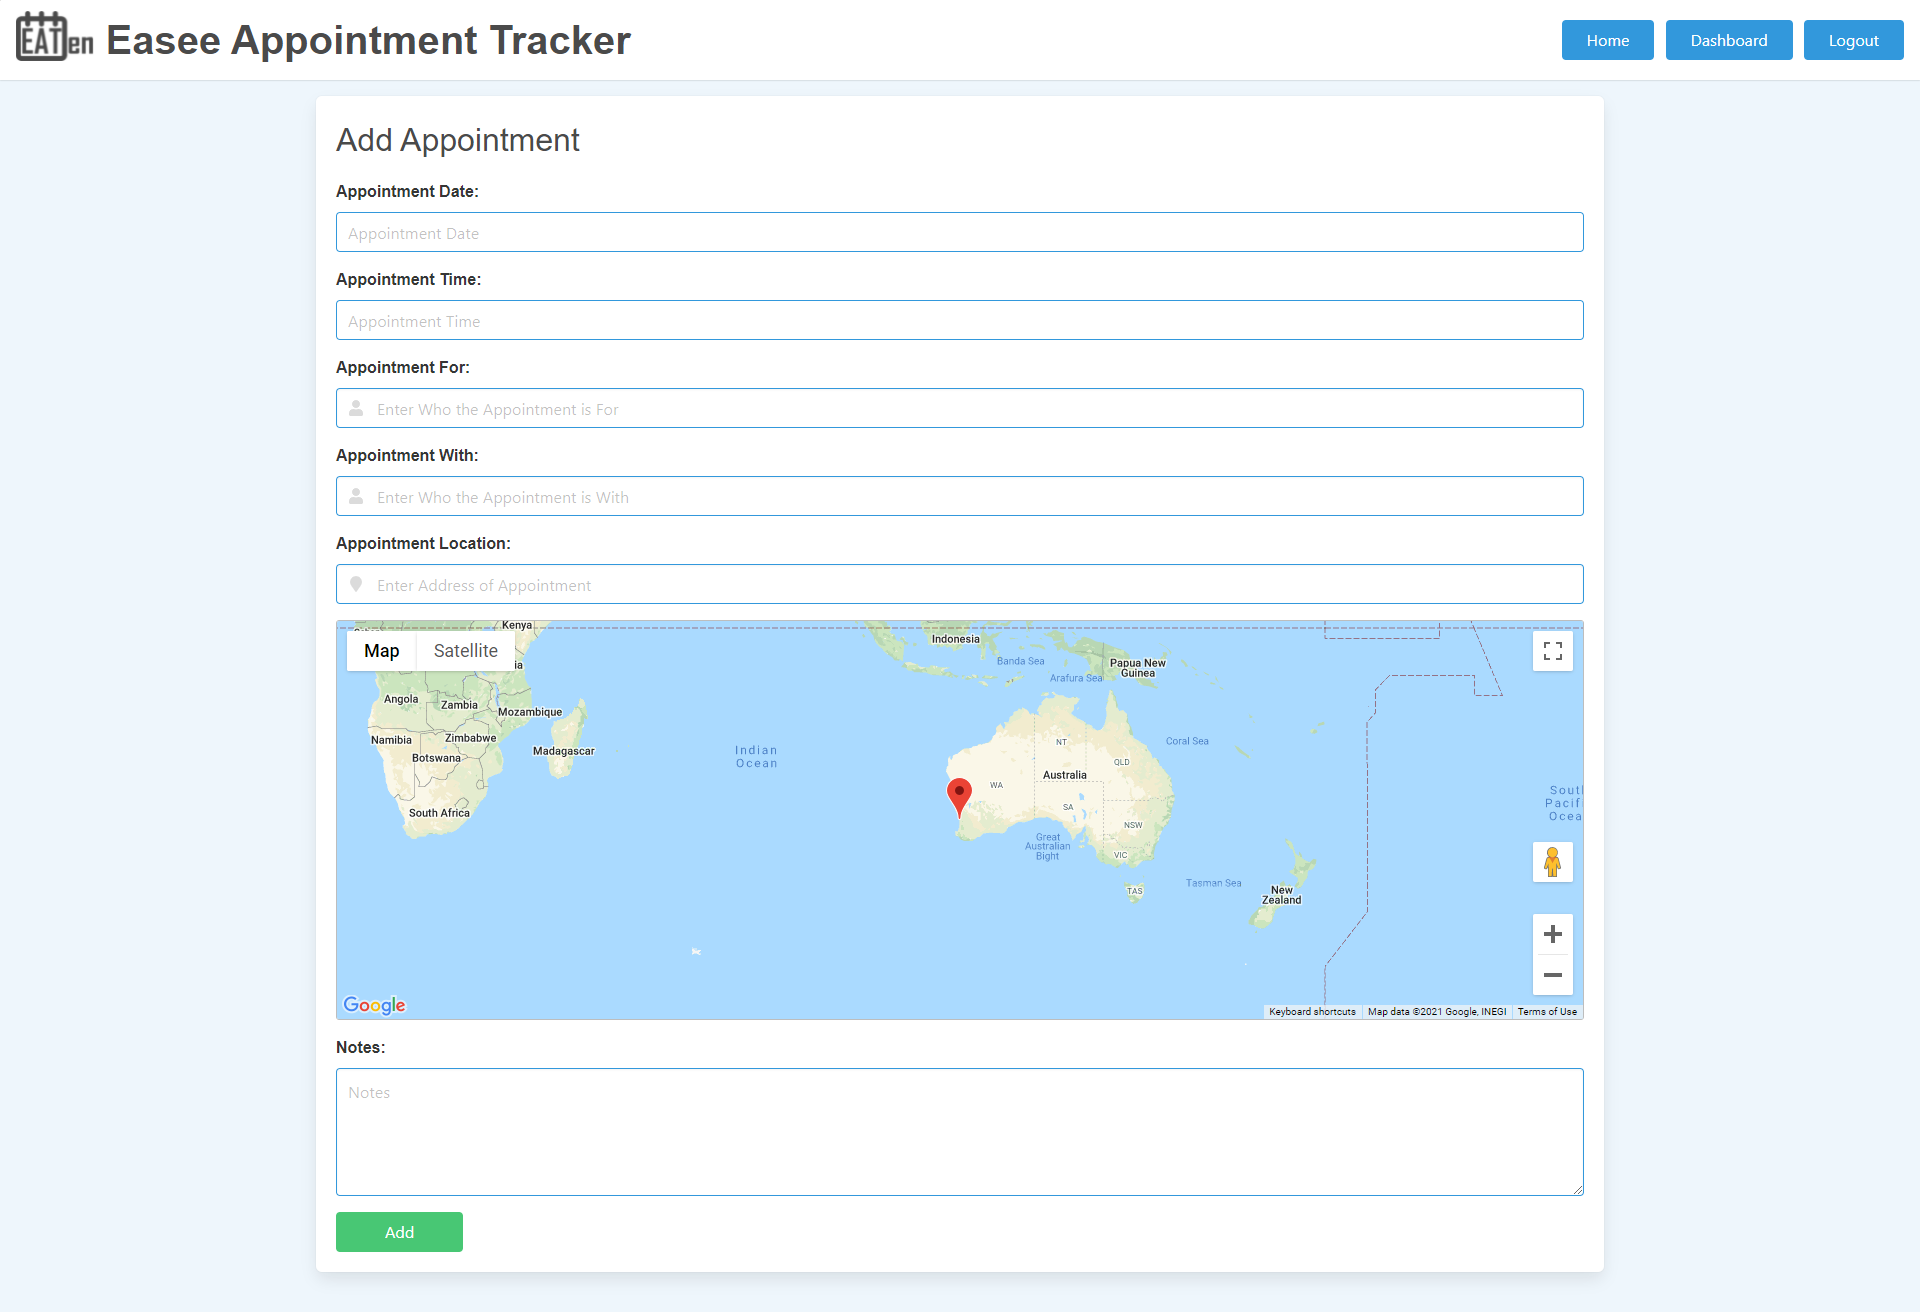 EATen Easee Appointment Tracker
Home Dashboard Logout
Add Appointment
Appointment Date:
Appointment Date
Appointment Time:
Appointment Time
Appointment For:
Enter Who the Appointment is For
Appointment With:
Enter Who the Appointment is With
Appointment Location:
Enter Address of Appointment
Kenya
Indonesia
Map Satellite
ia
Banda Sea
Papua New
Guinea
Arafura Sea
Angola
Zambia
Mozambique
Namibia
Zimbabwe
Botswana
Madagascar
Indian
Ocean
NT
Coral Sea
QLD
Australia
WA
South Africa
SA
NSW
Great
Australian
Bight
VIC
TAS
Tasman Sea
New
Zealand
Sout
Pacif
Ocea
Google
Keyboard shortcuts Map data ©2021 Google, INEGI Terms of Use
Notes:
Notes
Add